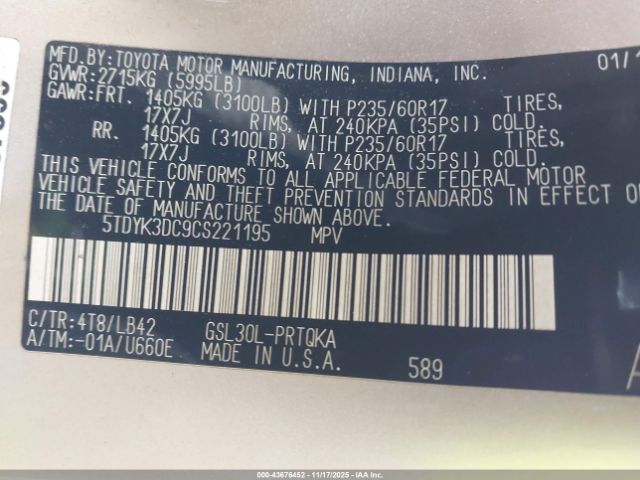 MFD.BY:TOYOTA MOTOR MANUFACTURING, INDIANA, INC. 01/1
GVWR:2715KG (5995LB)
GAWR:FRT. 1405KG (3100LB) WITH P235/60R17 TIRES,
17X7J RIMS, AT 240KPA (35PSI) COLD.
RR. 1405KG (3100LB) WITH P235/60R17 TIRES,
17X7J RIMS, AT 240KPA (35PSI) COLD.
THIS VEHICLE CONFORMS TO ALL APPLICABLE FEDERAL MOTOR
VEHICLE SAFETY AND THEFT PREVENTION STANDARDS IN EFFECT O
THE DATE OF MANUFACTURE SHOWN ABOVE.
5TDYK3DC9CS221195 MPV
C/TR:4T8/LB42 GSL30L-PRTQKA
A/TM:-01A/U660E MADE IN U.S.A. 589
000-43676452 - 11/17/2025 - IAA Inc.